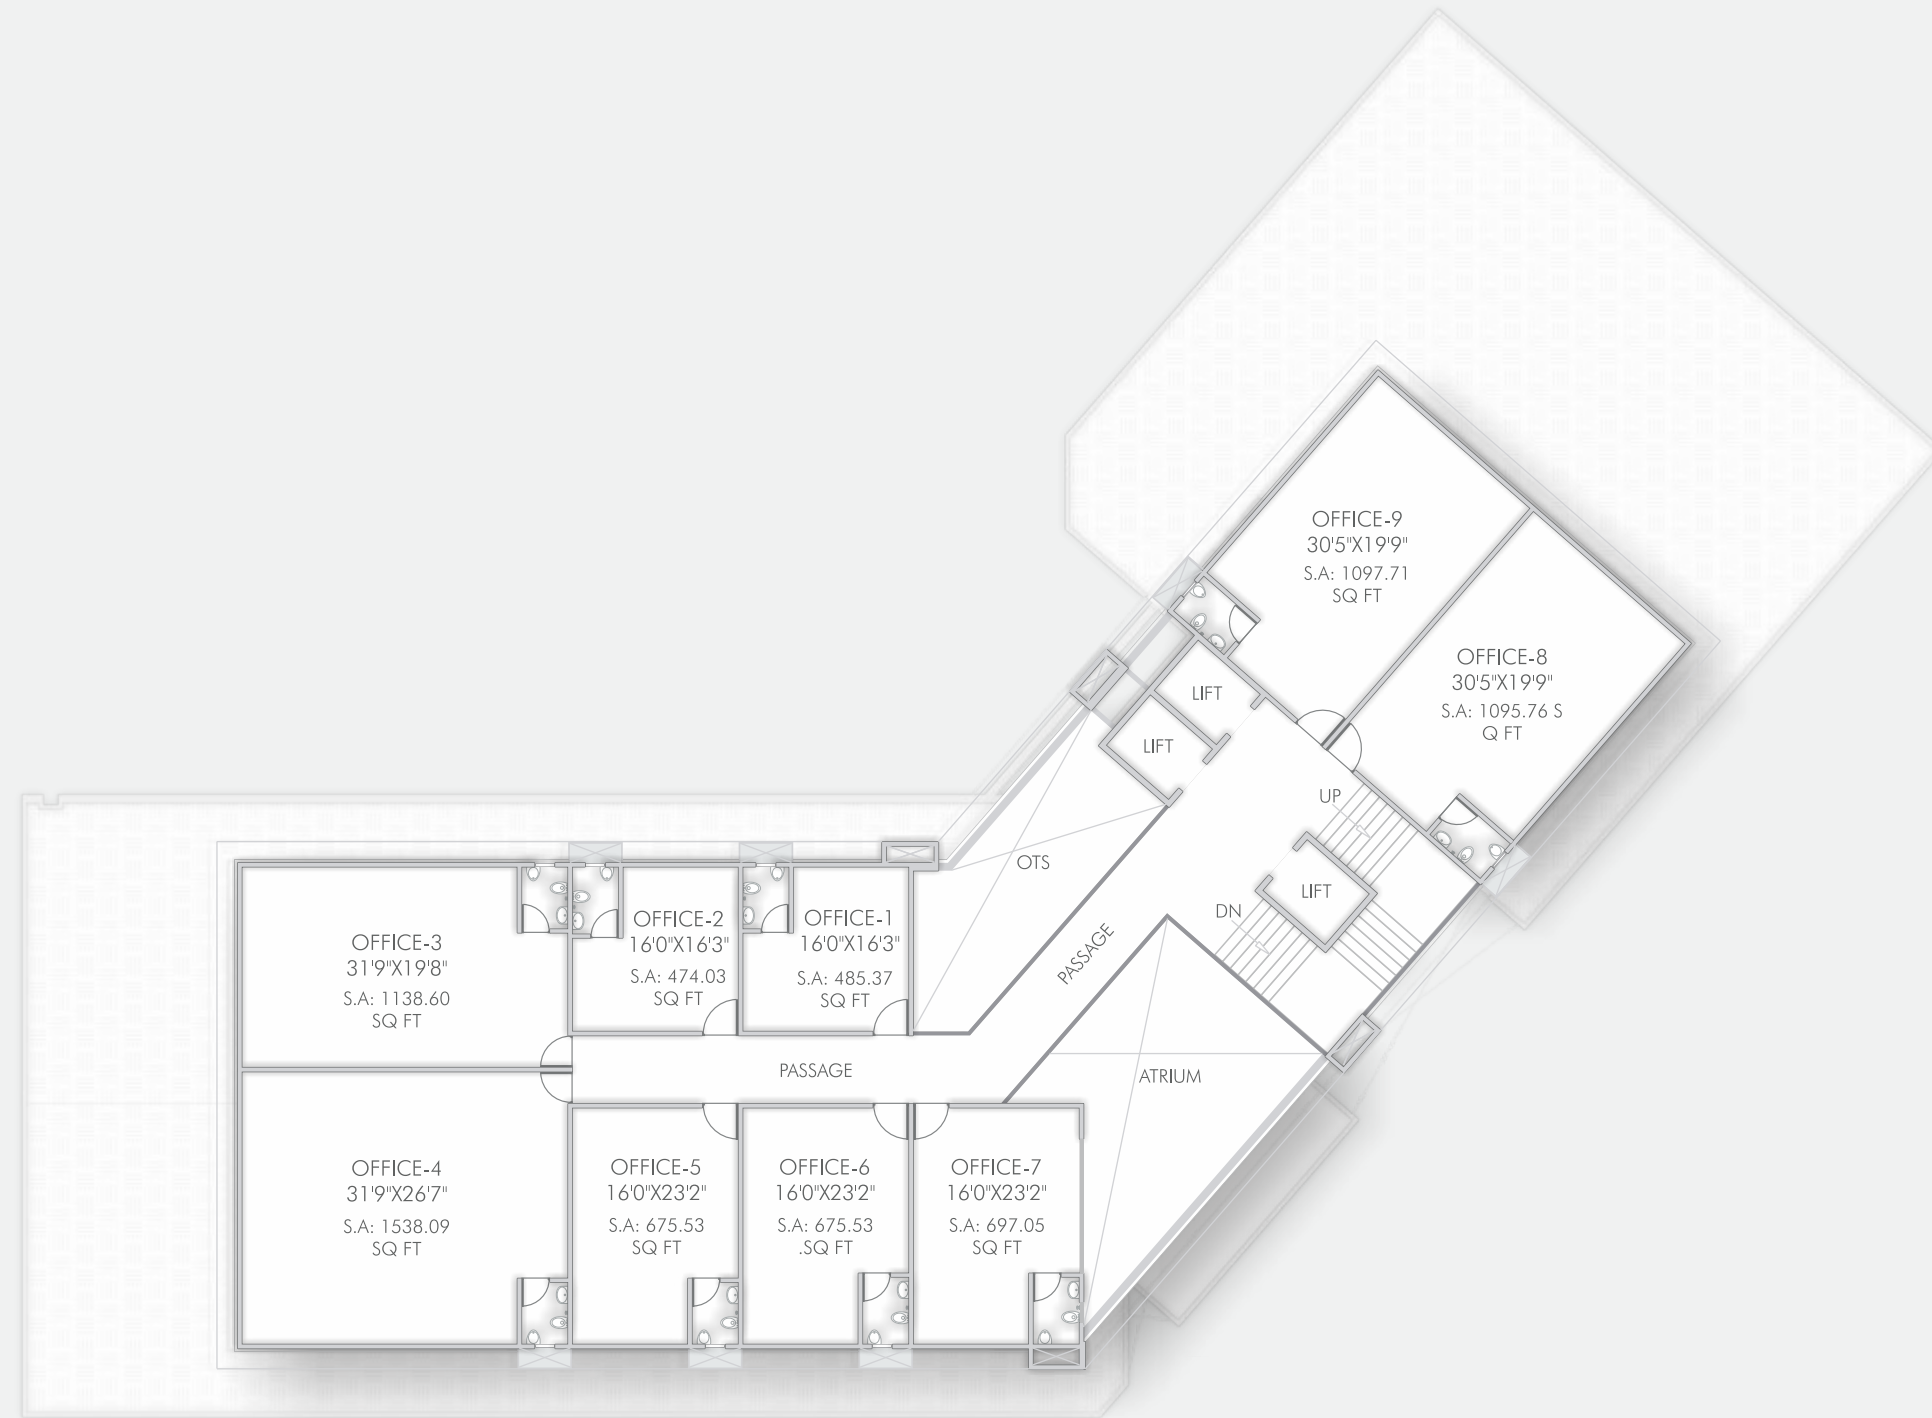 OFFICE-9
30'5"X19'9"
S.A: 1097.71
SQ FT
OFFICE-8
30'5"X19'9"
S.A: 1095.76 S
Q FT
LIFT
LIFT
UP
LIFT
DN
OTS
PASSAGE
OFFICE-3
31'9"X19'8"
S.A: 1138.60
SQ FT
OFFICE-2
16'0"X16'3"
S.A: 474.03
SQ FT
OFFICE-1
16'0"X16'3"
S.A: 485.37
SQ FT
PASSAGE
ATRIUM
OFFICE-4
31'9"X26'7"
S.A: 1538.09
SQ FT
OFFICE-5
16'0"X23'2"
S.A: 675.53
SQ FT
OFFICE-6
16'0"X23'2"
S.A: 675.53
.SQ FT
OFFICE-7
16'0"X23'2"
S.A: 697.05
SQ FT